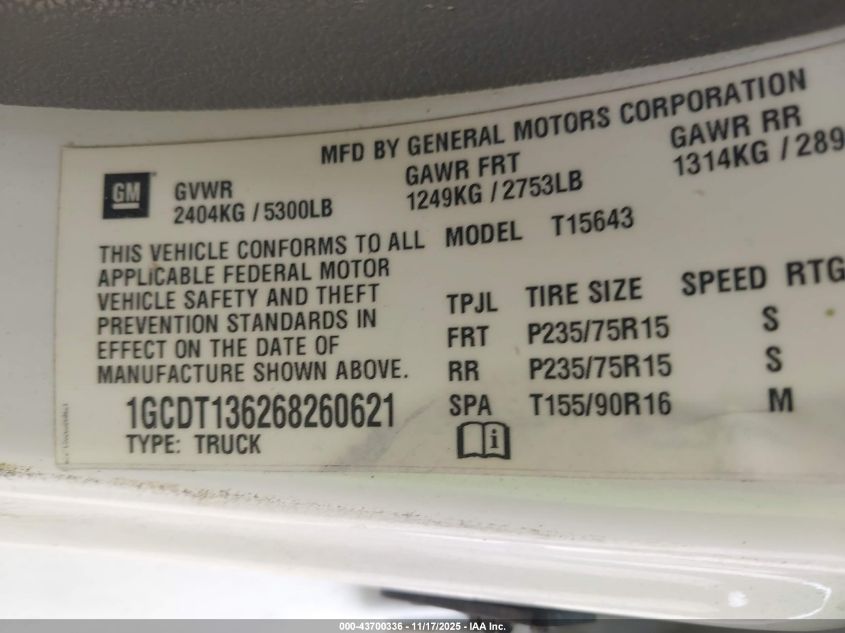 MFD BY GENERAL MOTORS CORPORATION
GM
GVWR GAWR FRT GAWR RR
2404KG / 5300LB 1249KG / 2753LB 1314KG / 289
THIS VEHICLE CONFORMS TO ALL
APPLICABLE FEDERAL MOTOR
VEHICLE SAFETY AND THEFT
PREVENTION STANDARDS IN
EFFECT ON THE DATE OF
MANUFACTURE SHOWN ABOVE.
1GCDT136268260621
TYPE: TRUCK
MODEL T15643
TPJL TIRE SIZE SPEED RTG
FRT P235/75R15 S
RR P235/75R15 S
SPA T155/90R16 M
i
000-43700336 - 11/17/2025 - IAA Inc.